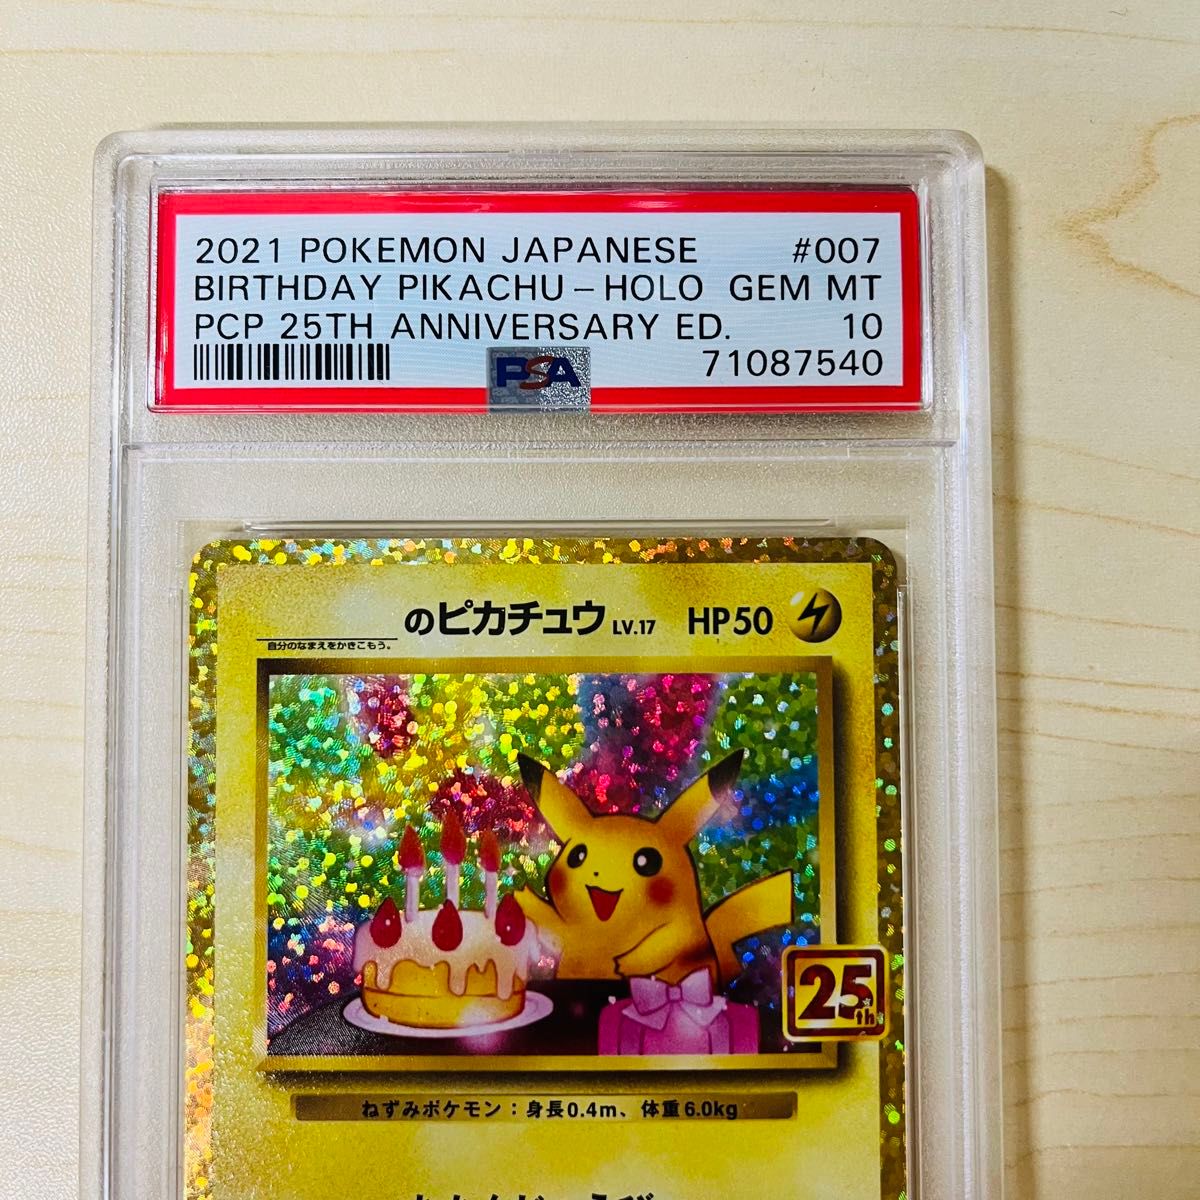 2021 POKEMON JAPANESE #007
BIRTHDAY PIKACHU-HOLO GEM MT
PCP 25TH ANNIVERSARY ED. 10
PSA 71087540
のピカチュウ LV.17 HP50
自分のなまえをかきこもう。
25th
ねずみポケモン：身長0.4m、体重6.0kg